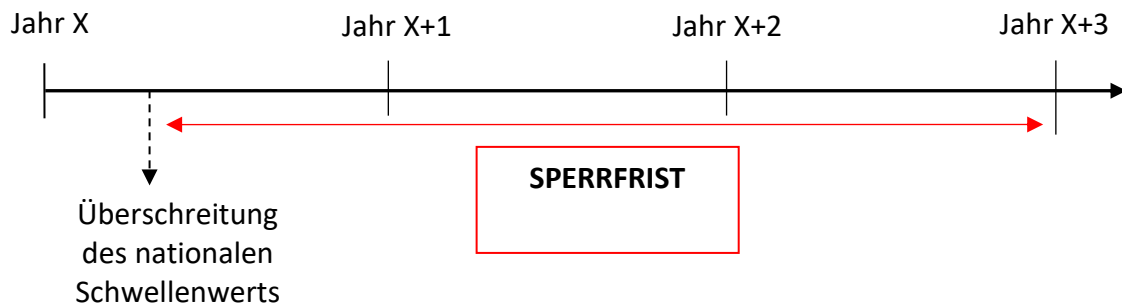 Jahr X
Jahr X+1
Jahr X+2
Jahr X+3
SPERRFRIST
Überschreitung
des nationalen
Schwellenwerts